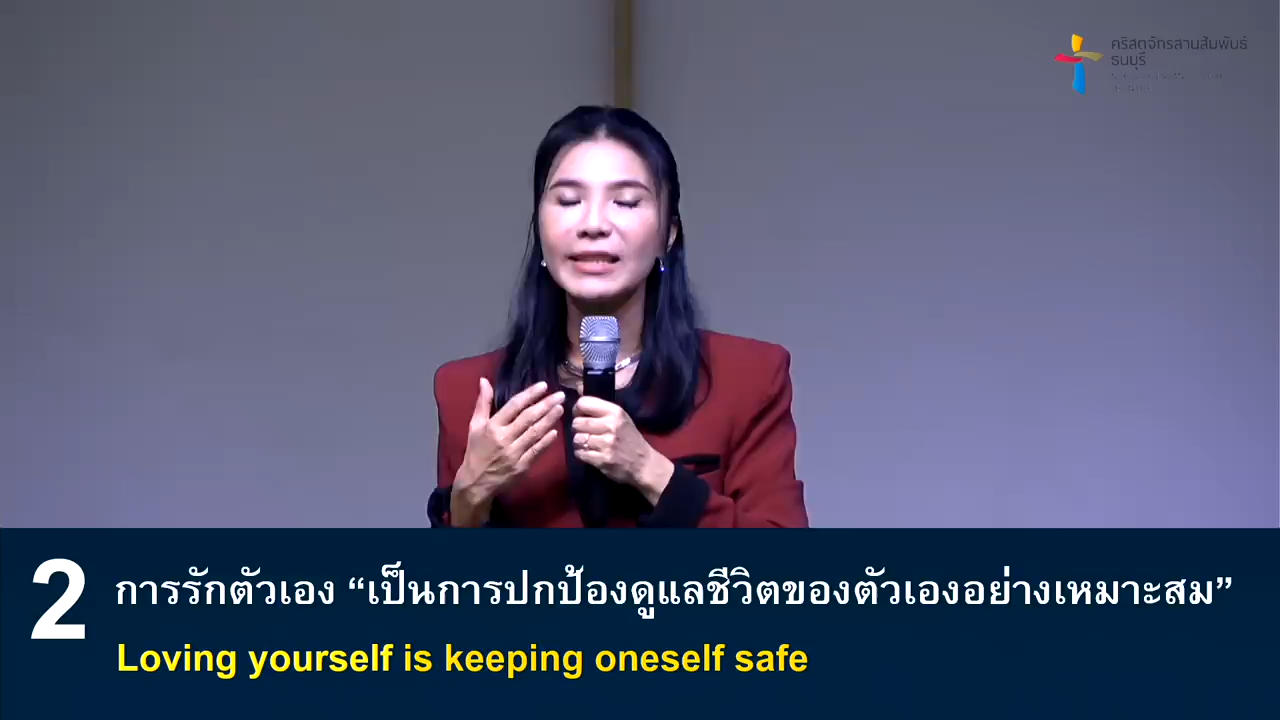 คริสตจักรสานสัมพันธ์
ธนบุรี
2
การรักตัวเอง “เป็นการปกป้องดูแลชีวิตของตัวเองอย่างเหมาะสม”
Loving yourself is keeping oneself safe